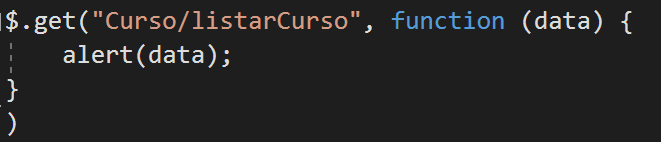 $.get("Curso/listarCurso", function (data) {
    alert(data);
}
)